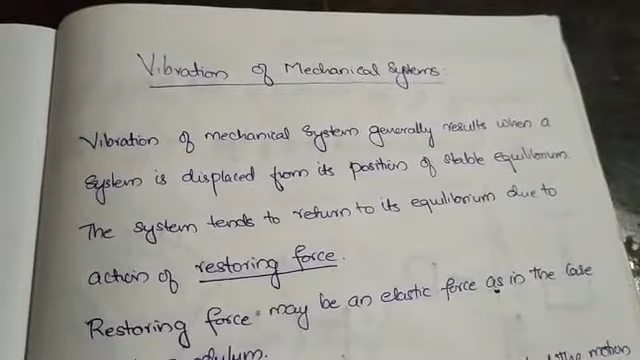 Vibration of Mechanical Systems.
Vibration of mechanical system generally results when a
system is displaced from its position of stable equilibrium.
The system tends to return to its equilibrium due to
action of restoring force.
Restoring force may be an elastic force as in the case
motion